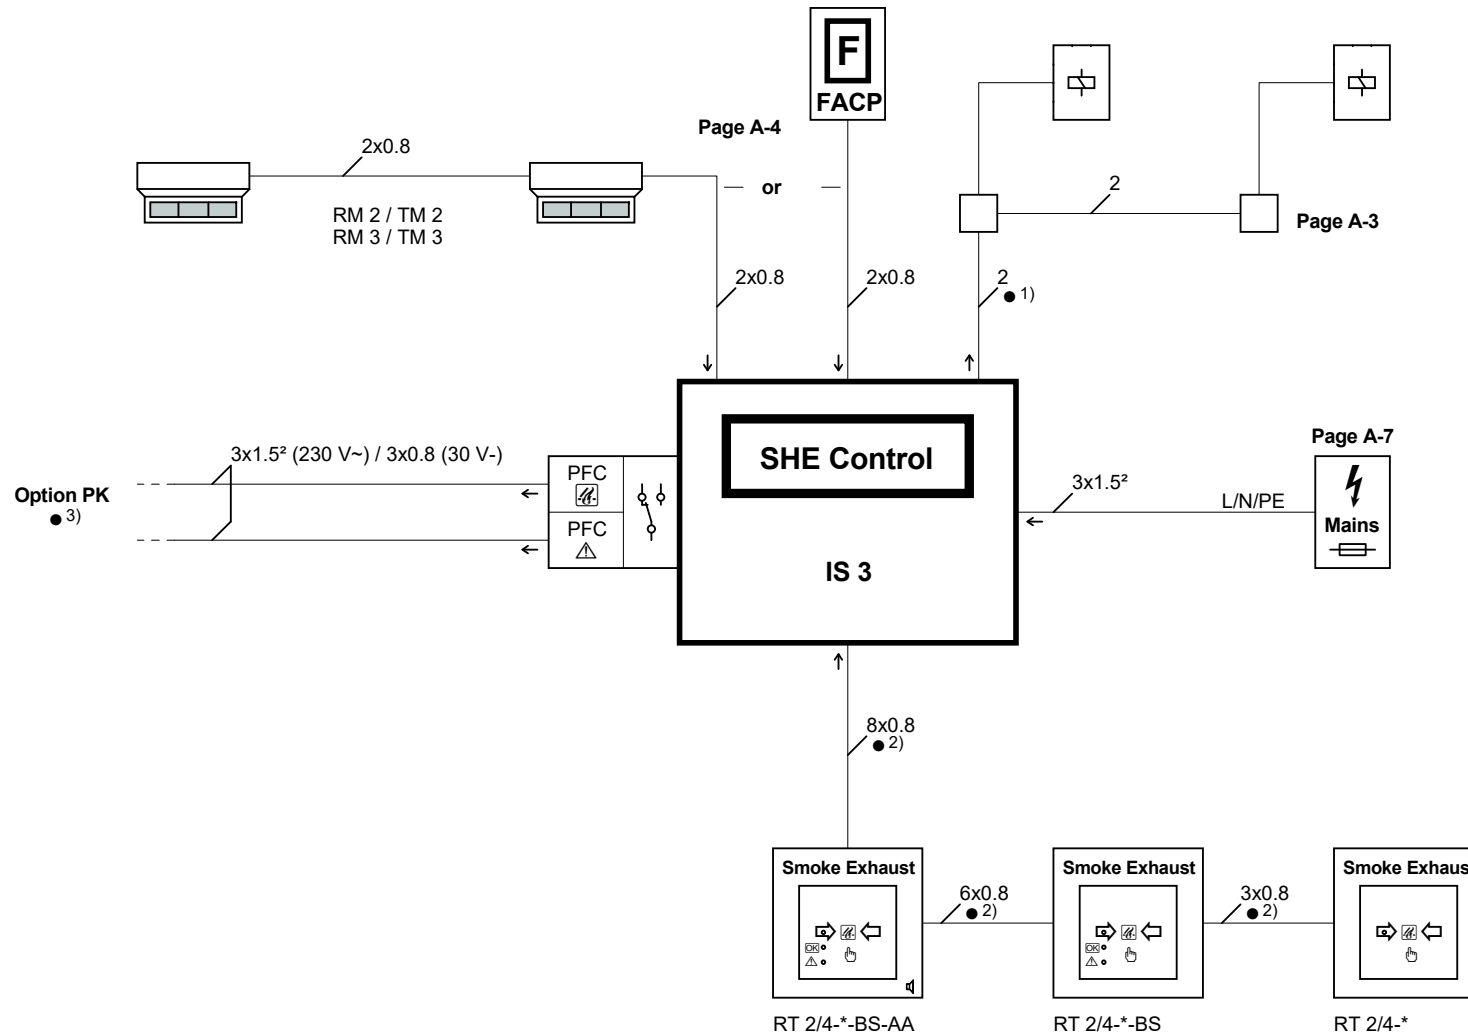 F
FACP
Page A-4
or
2x0.8
RM 2 / TM 2
RM 3 / TM 3
2
Page A-3
2x0.8
2x0.8
2
● 1)
3x1.5² (230 V~) / 3x0.8 (30 V-)
Option PK
● 3)
PFC
PFC
SHE Control
IS 3
3x1.5²
L/N/PE
Page A-7
Mains
8x0.8
● 2)
Smoke Exhaust
OK
6x0.8
● 2)
Smoke Exhaust
OK
3x0.8
● 2)
Smoke Exhaus
RT 2/4-*-BS-AA
RT 2/4-*-BS
RT 2/4-*